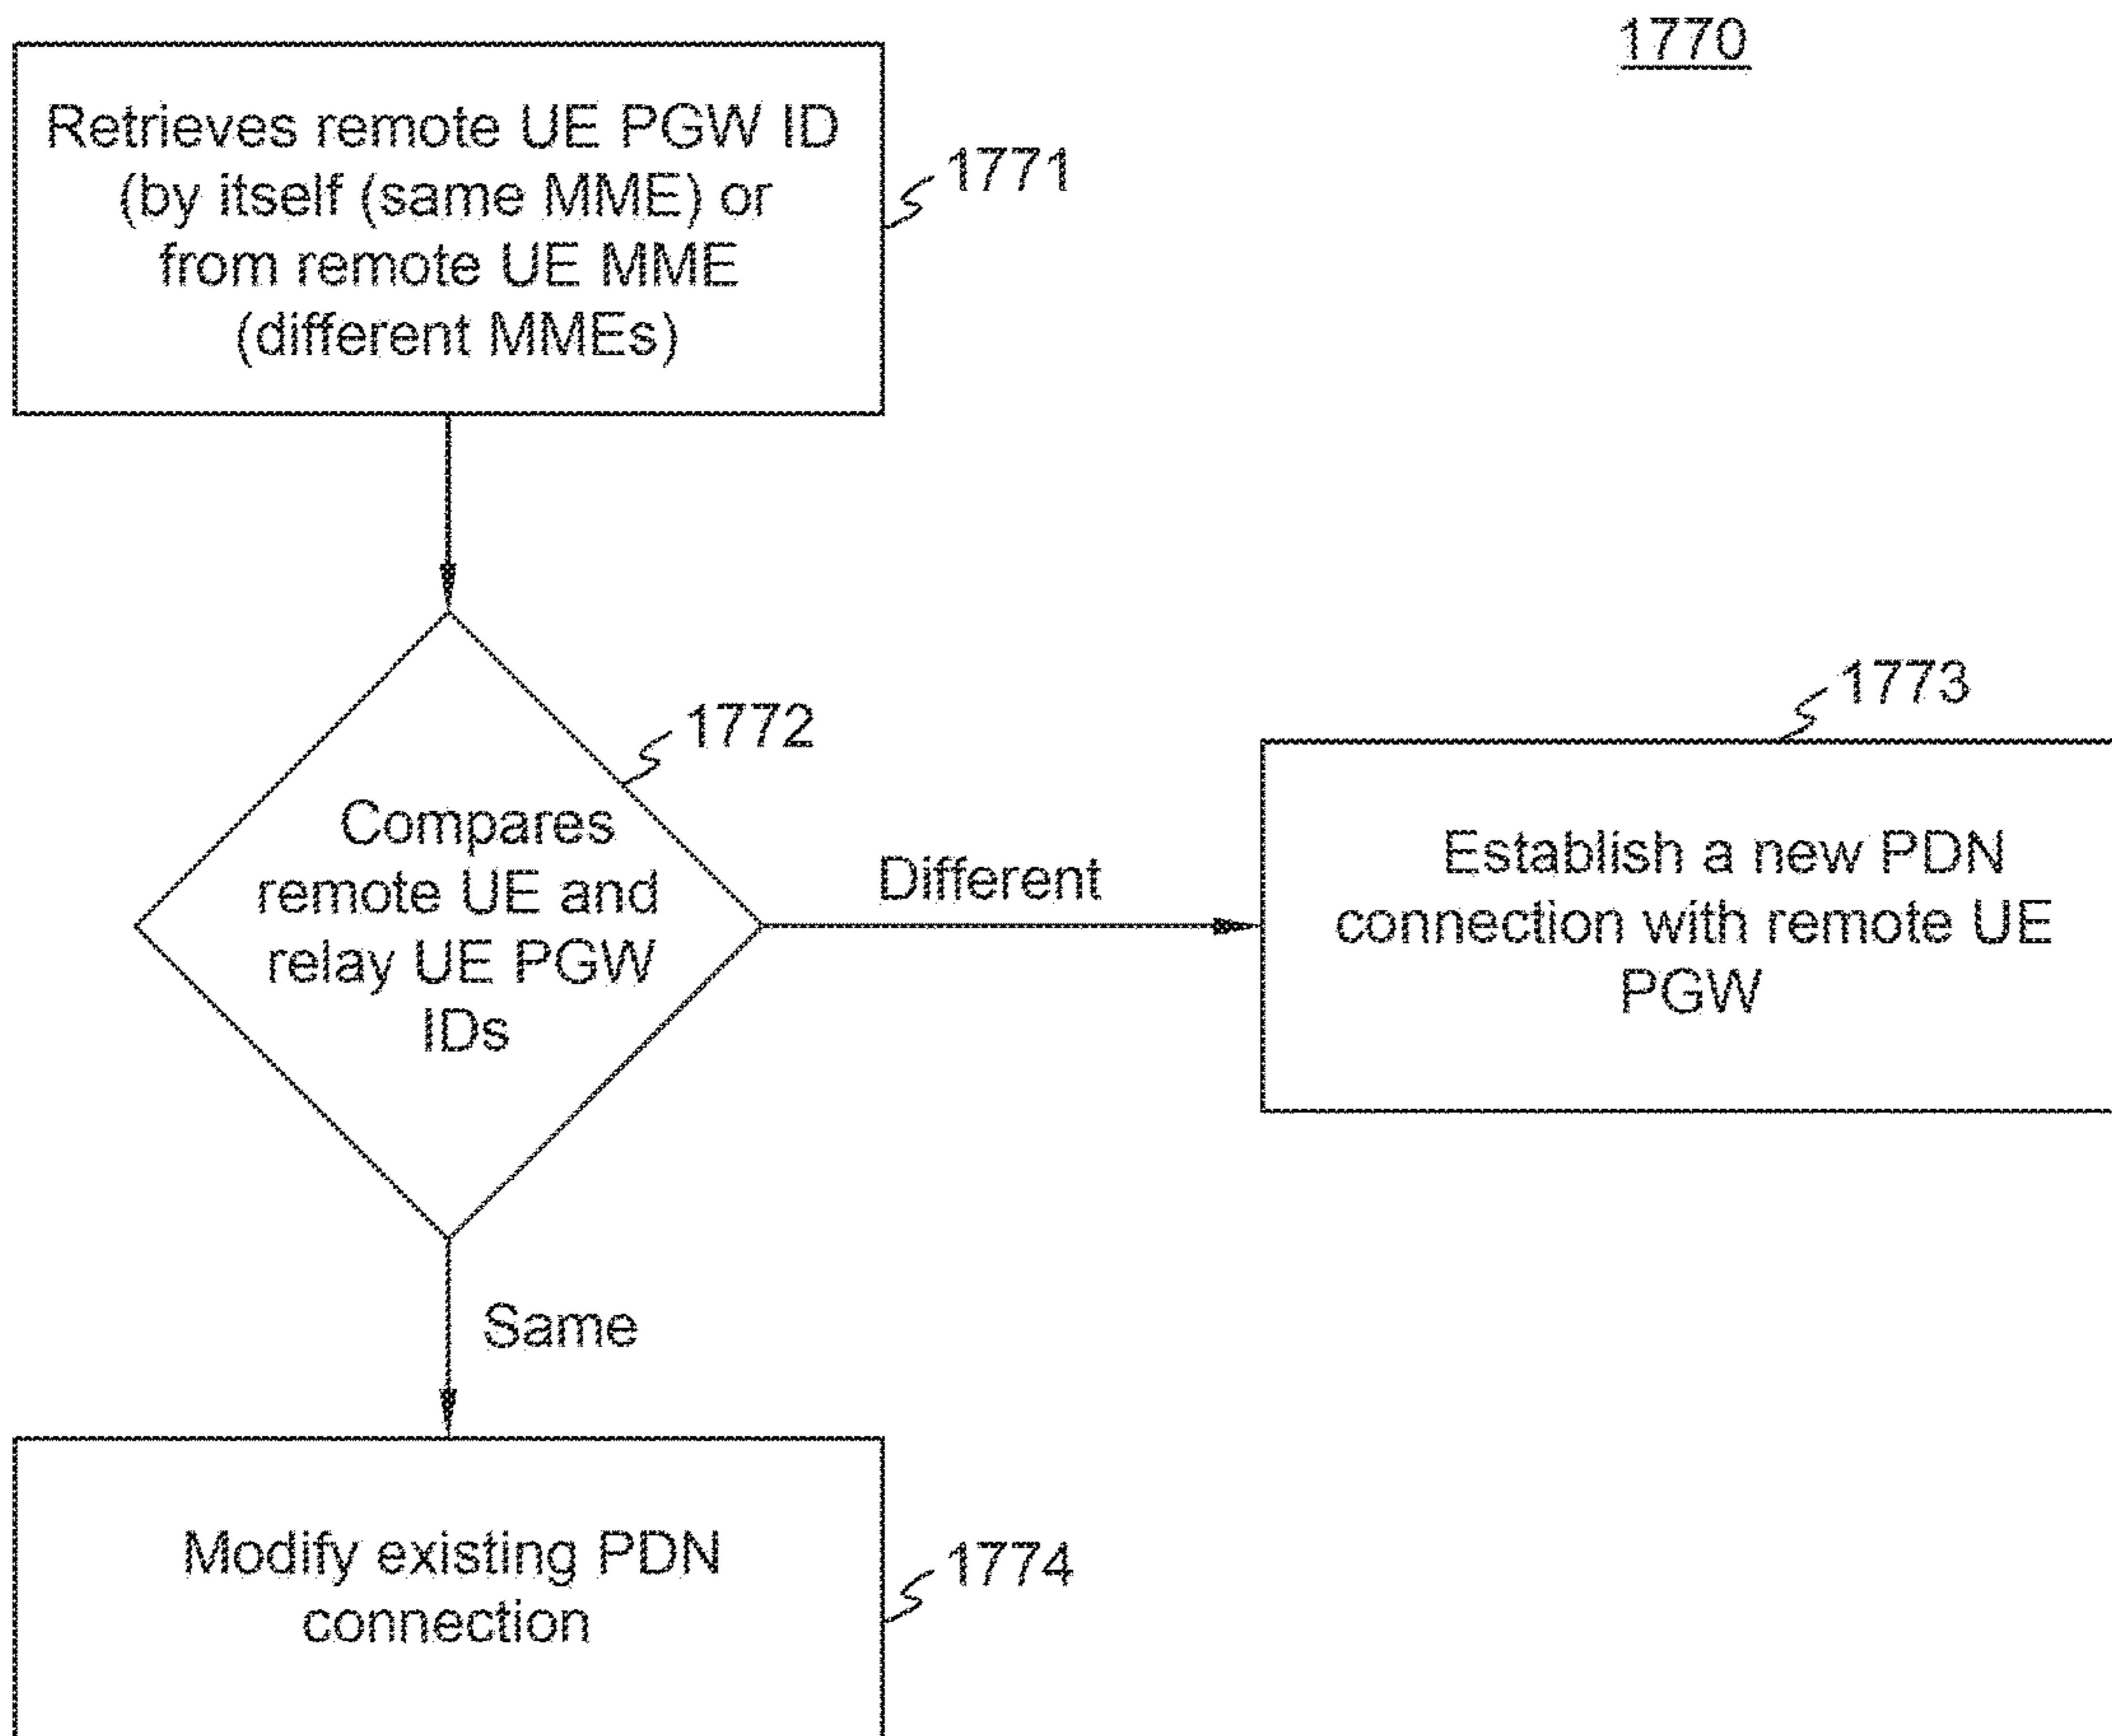 1770
Retrieves remote UE PGW ID
(by itself (same MME) or
from remote UE MME
(different MMEs)
1771
1772
Compares
remote UE and
relay UE PGW
IDs
Different
1773
Establish a new PDN
connection with remote UE
PGW
Same
Modify existing PDN
connection
1774